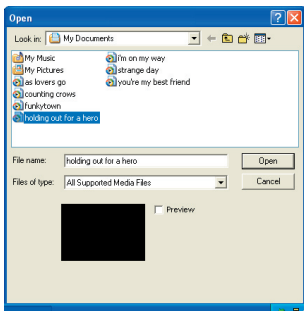 Open
Look in: My Documents
My Music
My Pictures
as lovers go
counting crows
funkytown
holding out for a hero
i'm on my way
strange day
you're my best friend
File name: holding out for a hero Open
Files of type: All Supported Media Files Cancel
Preview